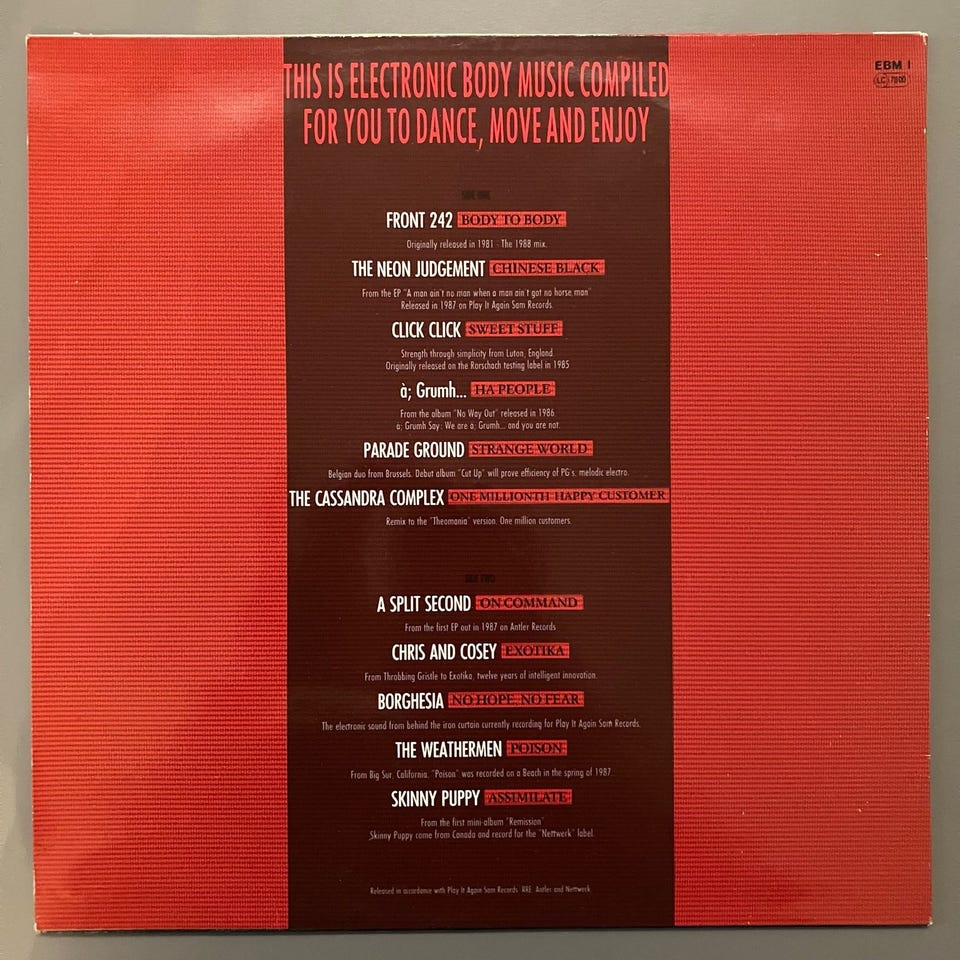 THIS IS ELECTRONIC BODY MUSIC COMPILED
FOR YOU TO DANCE, MOVE AND ENJOY
EBM 1
LC 7800
SIDE ONE
FRONT 242 BODY TO BODY
Originally released in 1981 - The 1988 mix.
THE NEON JUDGEMENT CHINESE BLACK
From the EP "A man ain't no man when a man ain't got no horse, man"
Released in 1987 on Play It Again Sam Records.
CLICK CLICK SWEET STUFF
Strength through simplicity from Luton, England.
Originally released on the Rorschach testing label in 1985
à; Grumh... HA PEOPLE
From the album "No Way Out" released in 1986.
à; Grumh Say: We are à; Grumh... and you are not.
PARADE GROUND STRANGE WORLD
Belgian duo from Brussels. Debut album "Cut Up" will prove efficiency of PG's, melodic electro.
THE CASSANDRA COMPLEX ONE MILLIONTH HAPPY CUSTOMER
Remix to the "Theomania" version. One million customers.
SIDE TWO
A SPLIT SECOND ON COMMAND
From the first EP out in 1987 on Antler Records
CHRIS AND COSEY EXOTIKA
From Throbbing Gristle to Exotika, twelve years of intelligent innovation.
BORGHESIA NO HOPE, NO FEAR
The electronic sound from behind the iron curtain currently recording for Play It Again Sam Records.
THE WEATHERMEN POISON
From Big Sur, California, "Poison" was recorded on a Beach in the spring of 1987.
SKINNY PUPPY ASSIMILATE
From the first mini-album "Remission"
Skinny Puppy come from Canada and record for the "Nettwerk" label.
Released in accordance with Play It Again Sam Records, RRE, Antler and Nettwerk.